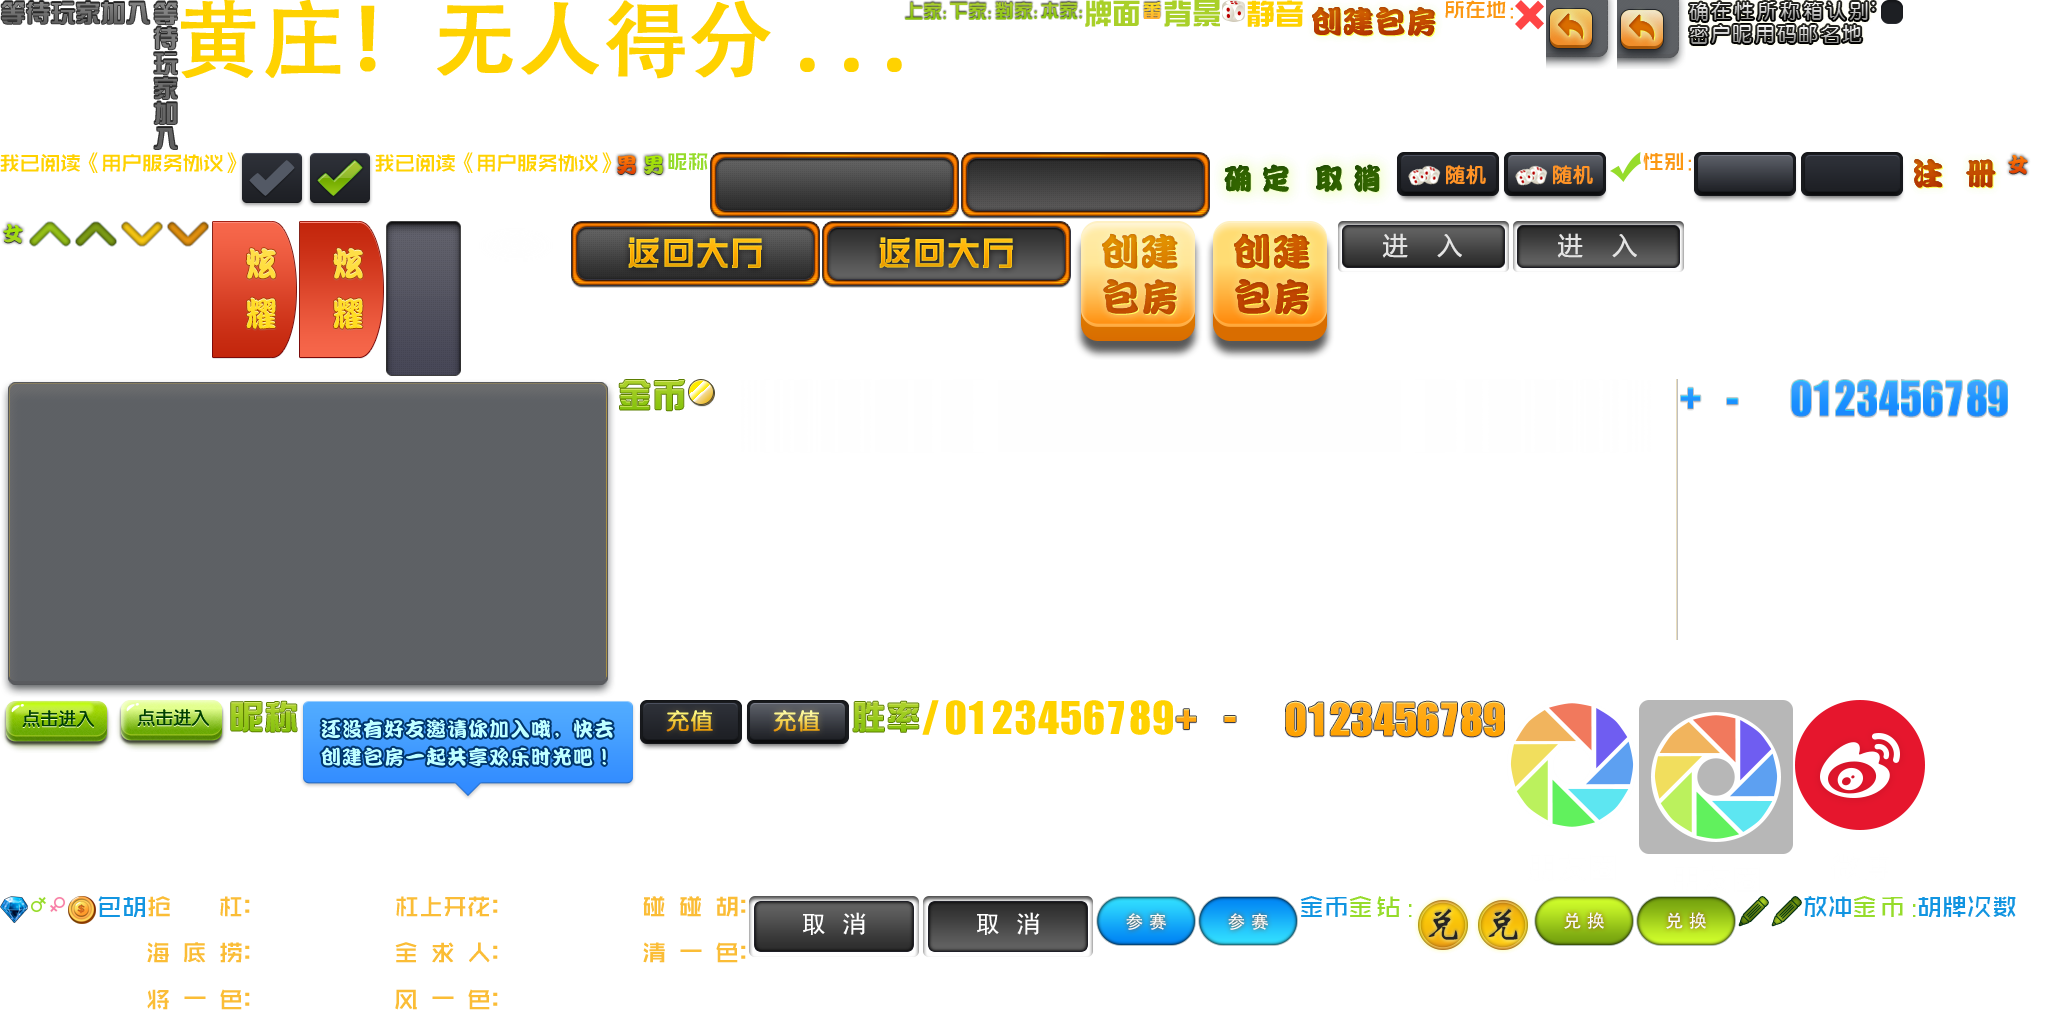 等待玩家加入
等待玩家加入
黄庄！无人得分...
上家:下家:对家:本家:
牌面
番
背景
静音
创建包房
所在地:
确在性所称箱认别:
密户昵用码邮名地
我已阅读《用户服务协议》
我已阅读《用户服务协议》
男
男
昵称
确定
取消
随机
随机
性别:
注册
女
女
炫耀
炫耀
返回大厅
返回大厅
创建包房
创建包房
进入
进入
金币
+ - 0123456789
点击进入
点击进入
昵称
还没有好友邀请你加入哦，快去
创建包房一起共享欢乐时光吧！
充值
充值
胜率
/0123456789
+ - 0123456789
包胡
抢杠:
杠上开花:
碰碰胡:
海底捞:
全求人:
清一色:
将一色:
风一色:
取消
取消
参赛
参赛
金币
金钻:
兑
兑
兑换
兑换
放冲
金币:
胡牌次数